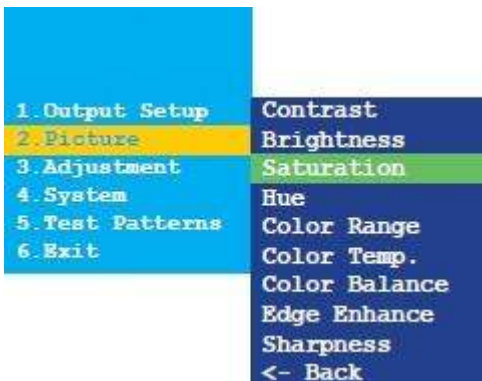 1.Output Setup
2.Picture
3.Adjustment
4.System
5.Test Patterns
6.Exit
Contrast
Brightness
Saturation
Hue
Color Range
Color Temp.
Color Balance
Edge Enhance
Sharpness
<- Back